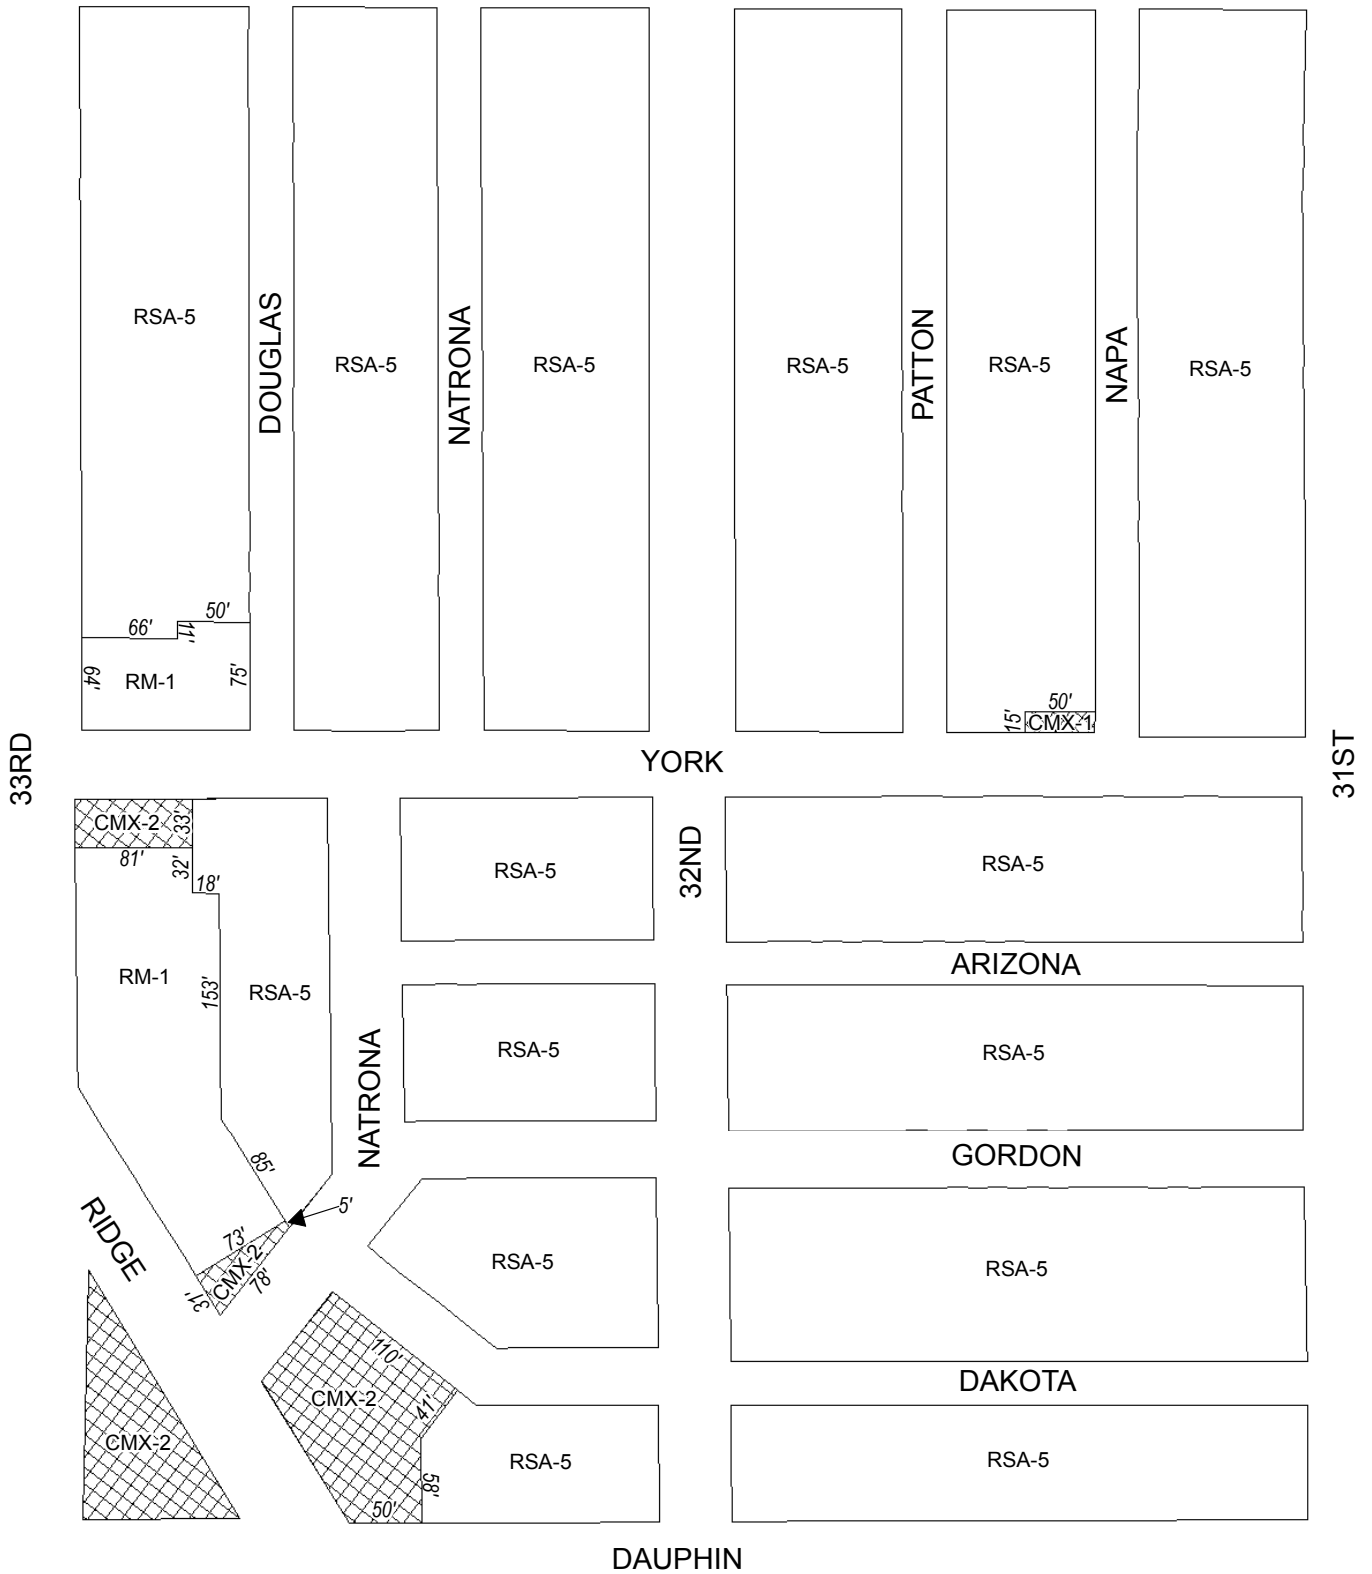 RSA-5
DOUGLAS
RSA-5
NATRONA
RSA-5
RSA-5
PATTON
RSA-5
NAPA
RSA-5
50'
66'
11'
64'
RM-1
75'
50'
15'
CMX-1
33RD
YORK
31ST
CMX-2
33'
81'
32'
18'
RSA-5
32ND
RSA-5
ARIZONA
RM-1
153'
RSA-5
NATRONA
RSA-5
RSA-5
GORDON
85'
5'
RIDGE
73'
CMX-2
78'
31'
RSA-5
RSA-5
110'
CMX-2
41'
DAKOTA
CMX-2
58'
50'
RSA-5
RSA-5
DAUPHIN